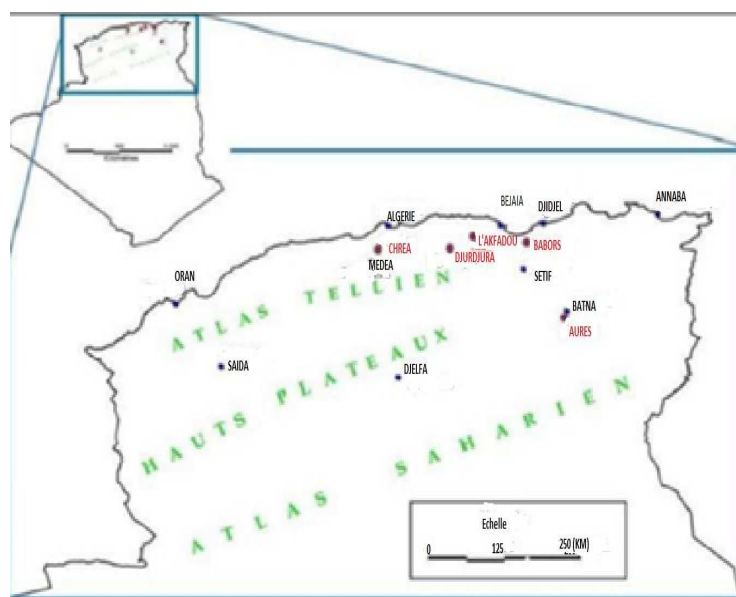 ALGERIE
BEJAIA
DJIDJEL
ANNABA
CHREA
L'AKFADOU
BABORS
MEDEA
DJURDJURA
SETIF
ORAN
ATLAS TELLIEN
BATNA
AURES
SAIDA
DJELFA
HAUTS PLATEAUX
ATLAS SAHARIEN
Echelle
0 125 250 (KM)